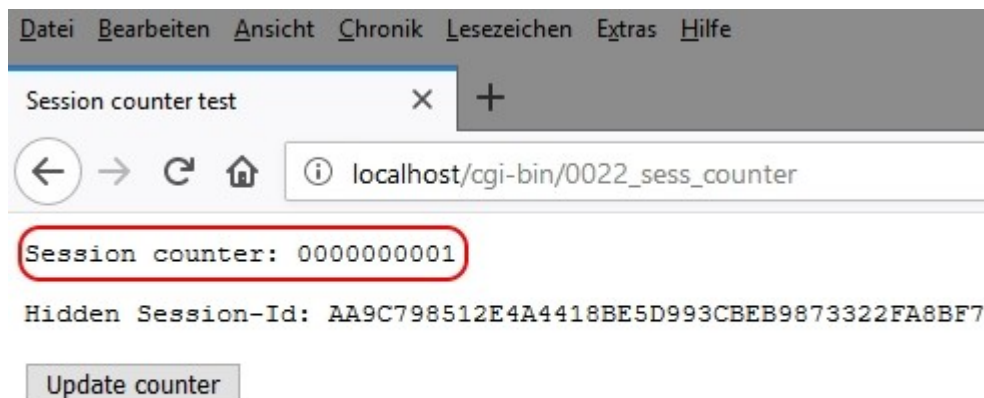 Datei Bearbeiten Ansicht Chronik Lesezeichen Extras Hilfe
Session counter test
localhost/cgi-bin/0022_sess_counter
Session counter: 0000000001
Hidden Session-Id: AA9C798512E4A4418BE5D993CBEB9873322FA8BF7
Update counter